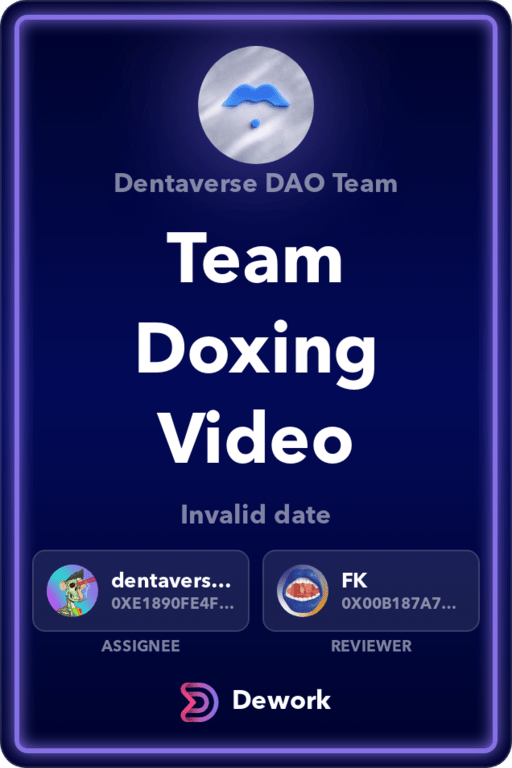 Dentaverse DAO Team
Team
Doxing
Video
Invalid date
dentavers...
0XE1890FE4F...
ASSIGNEE
FK
0X00B187A7...
REVIEWER
Dework